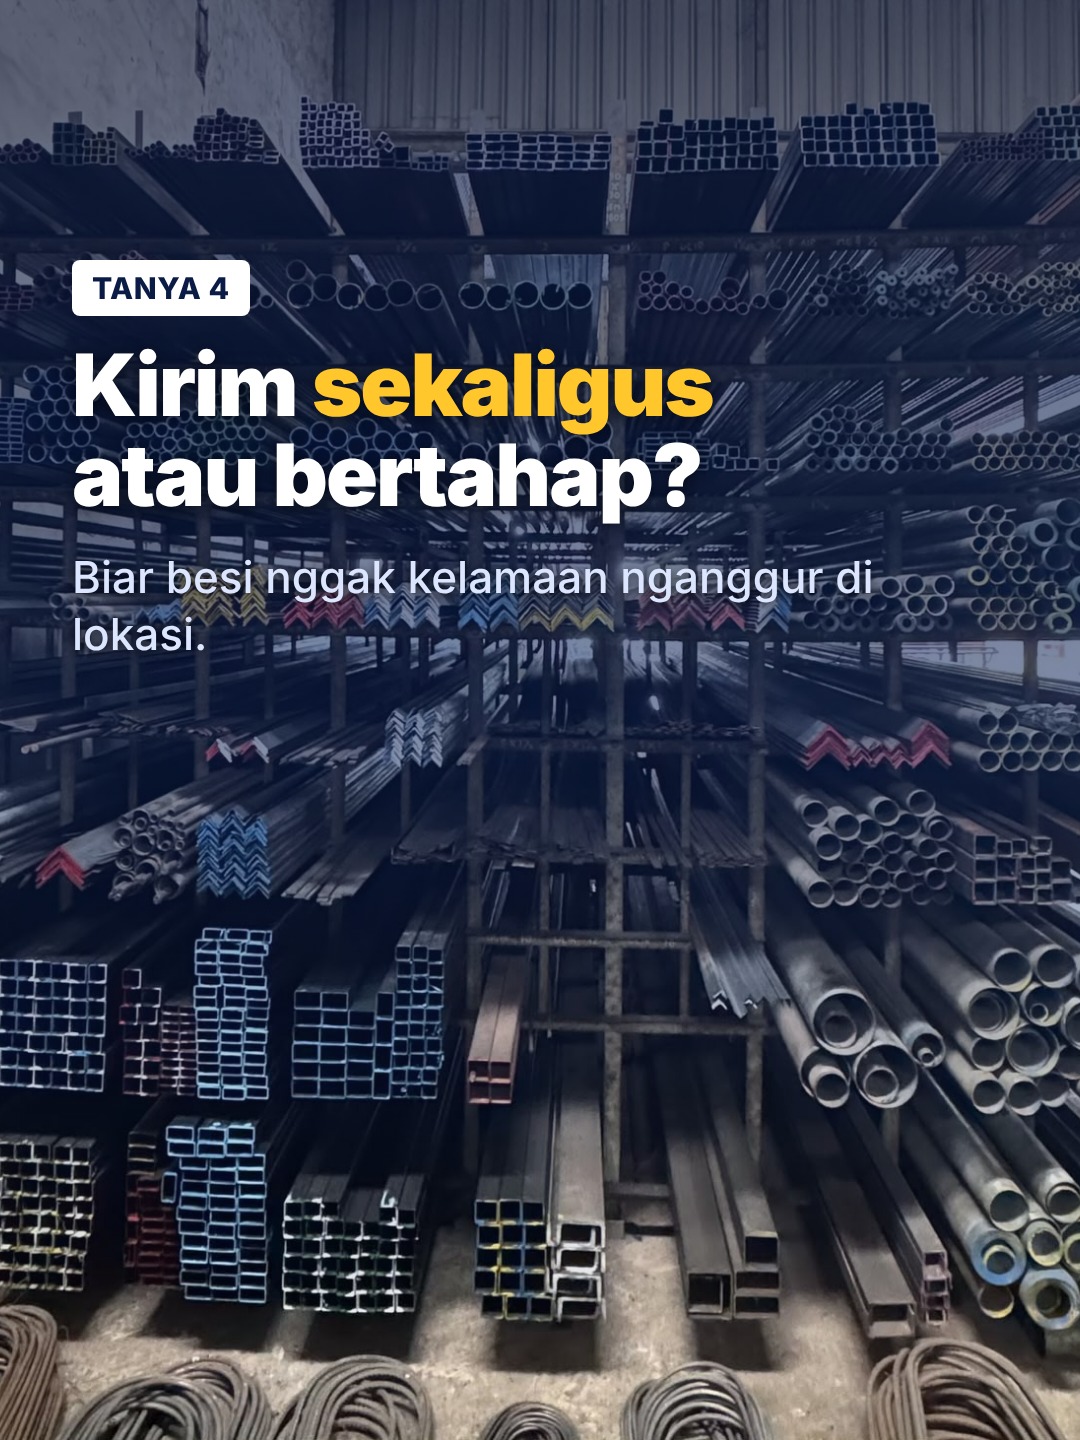 TANYA 4
Kirim sekaligus
atau bertahap?
Biar besi nggak kelamaan nganggur di
lokasi.